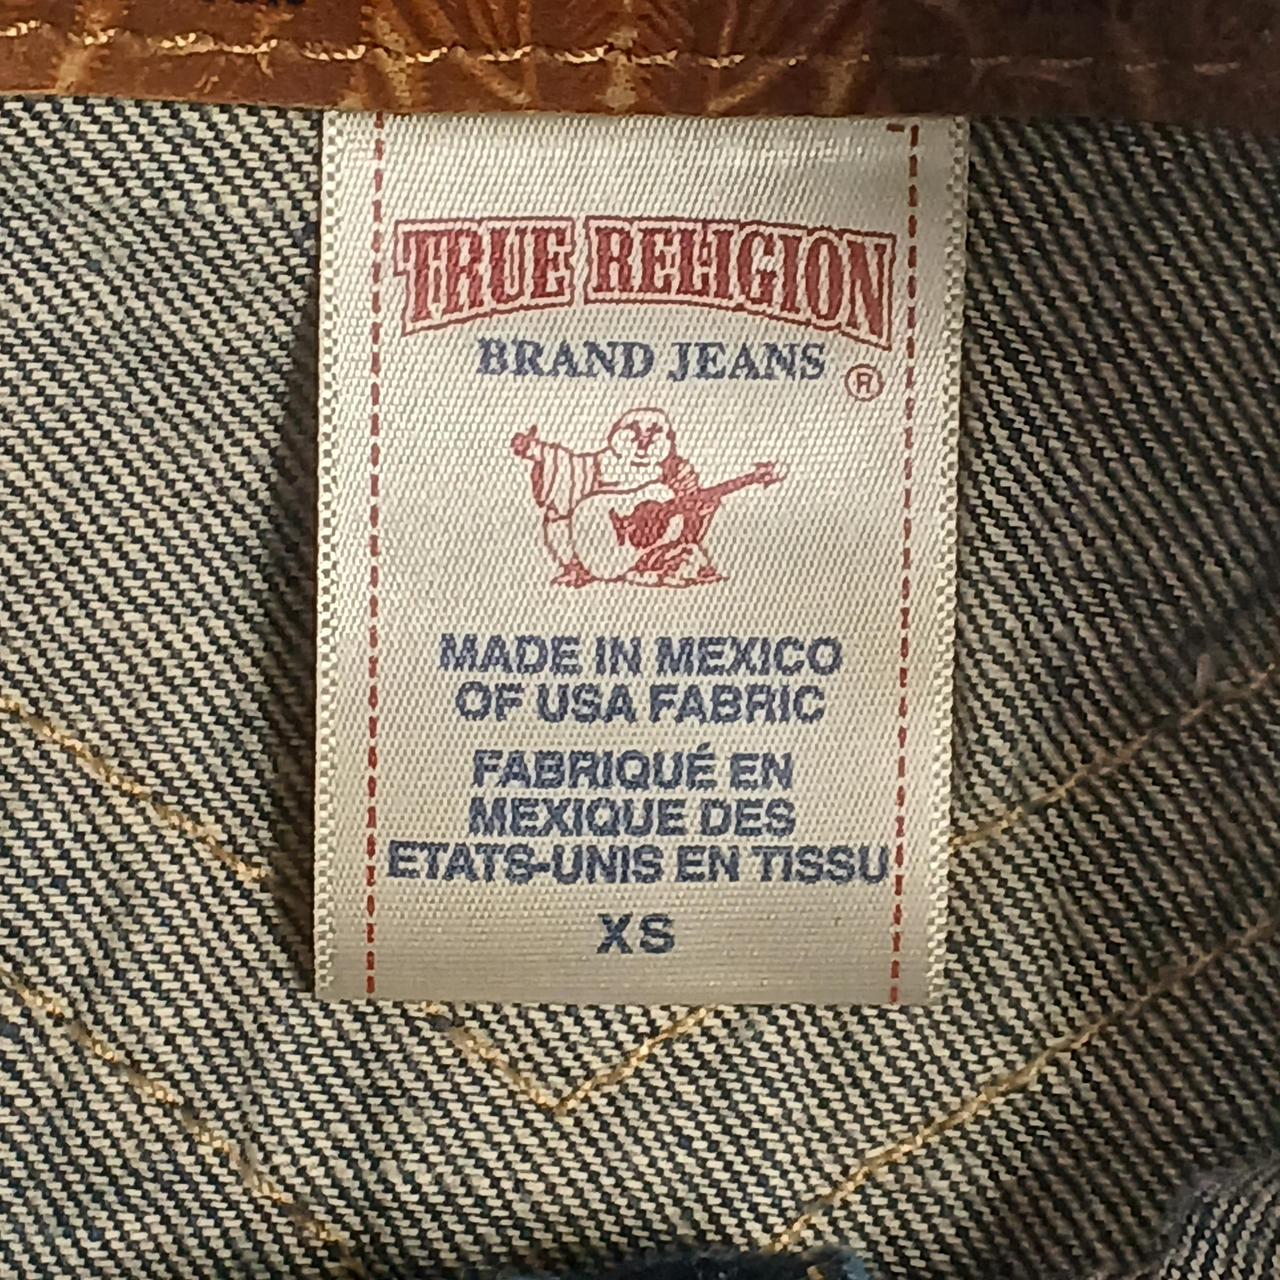 TRUE RELIGION
BRAND JEANS
®
MADE IN MEXICO
OF USA FABRIC
FABRIQUÉ EN
MEXIQUE DES
ETATS-UNIS EN TISSU
XS